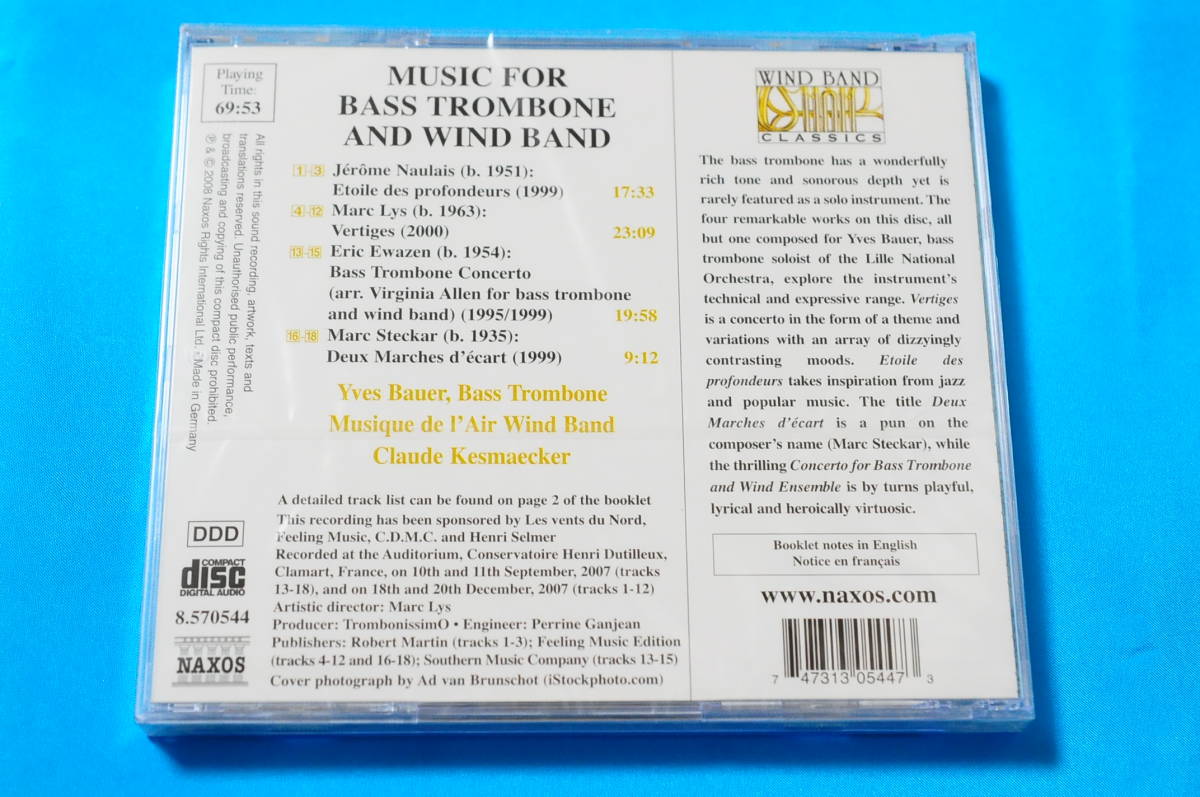 Playing
Time:
69:53
MUSIC FOR
BASS TROMBONE
AND WIND BAND
1-3 Jérôme Naulais (b. 1951):
Etoile des profondeurs (1999) 17:33
4-12 Marc Lys (b. 1963):
Vertiges (2000) 23:09
13-15 Eric Ewazen (b. 1954):
Bass Trombone Concerto
(arr. Virginia Allen for bass trombone
and wind band) (1995/1999) 19:58
16-18 Marc Steckar (b. 1935):
Deux Marches d'écart (1999) 9:12
Yves Bauer, Bass Trombone
Musique de l'Air Wind Band
Claude Kesmaecker
A detailed track list can be found on page 2 of the booklet
This recording has been sponsored by Les vents du Nord,
Feeling Music, C.D.M.C. and Henri Selmer
Recorded at the Auditorium, Conservatoire Henri Dutilleux,
Clamart, France, on 10th and 11th September, 2007 (tracks
13-18), and on 18th and 20th December, 2007 (tracks 1-12)
Artistic director: Marc Lys
Producer: TrombonissimO • Engineer: Perrine Ganjean
Publishers: Robert Martin (tracks 1-3); Feeling Music Edition
(tracks 4-12 and 16-18); Southern Music Company (tracks 13-15)
Cover photograph by Ad van Brunschot (iStockphoto.com)
All rights in this sound recording, artwork, texts and
translations reserved. Unauthorised public performance,
broadcasting and copying of this compact disc prohibited.
℗ & © 2008 Naxos Rights International Ltd. • Made in Germany
DDD
COMPACT
disc
DIGITAL AUDIO
8.570544
NAXOS
WIND BAND
CLASSICS
The bass trombone has a wonderfully
rich tone and sonorous depth yet is
rarely featured as a solo instrument. The
four remarkable works on this disc, all
but one composed for Yves Bauer, bass
trombone soloist of the Lille National
Orchestra, explore the instrument's
technical and expressive range. Vertiges
is a concerto in the form of a theme and
variations with an array of dizzyingly
contrasting moods. Etoile des
profondeurs takes inspiration from jazz
and popular music. The title Deux
Marches d'écart is a pun on the
composer's name (Marc Steckar), while
the thrilling Concerto for Bass Trombone
and Wind Ensemble is by turns playful,
lyrical and heroically virtuosic.
Booklet notes in English
Notice en français
www.naxos.com
7 47313 05447 3